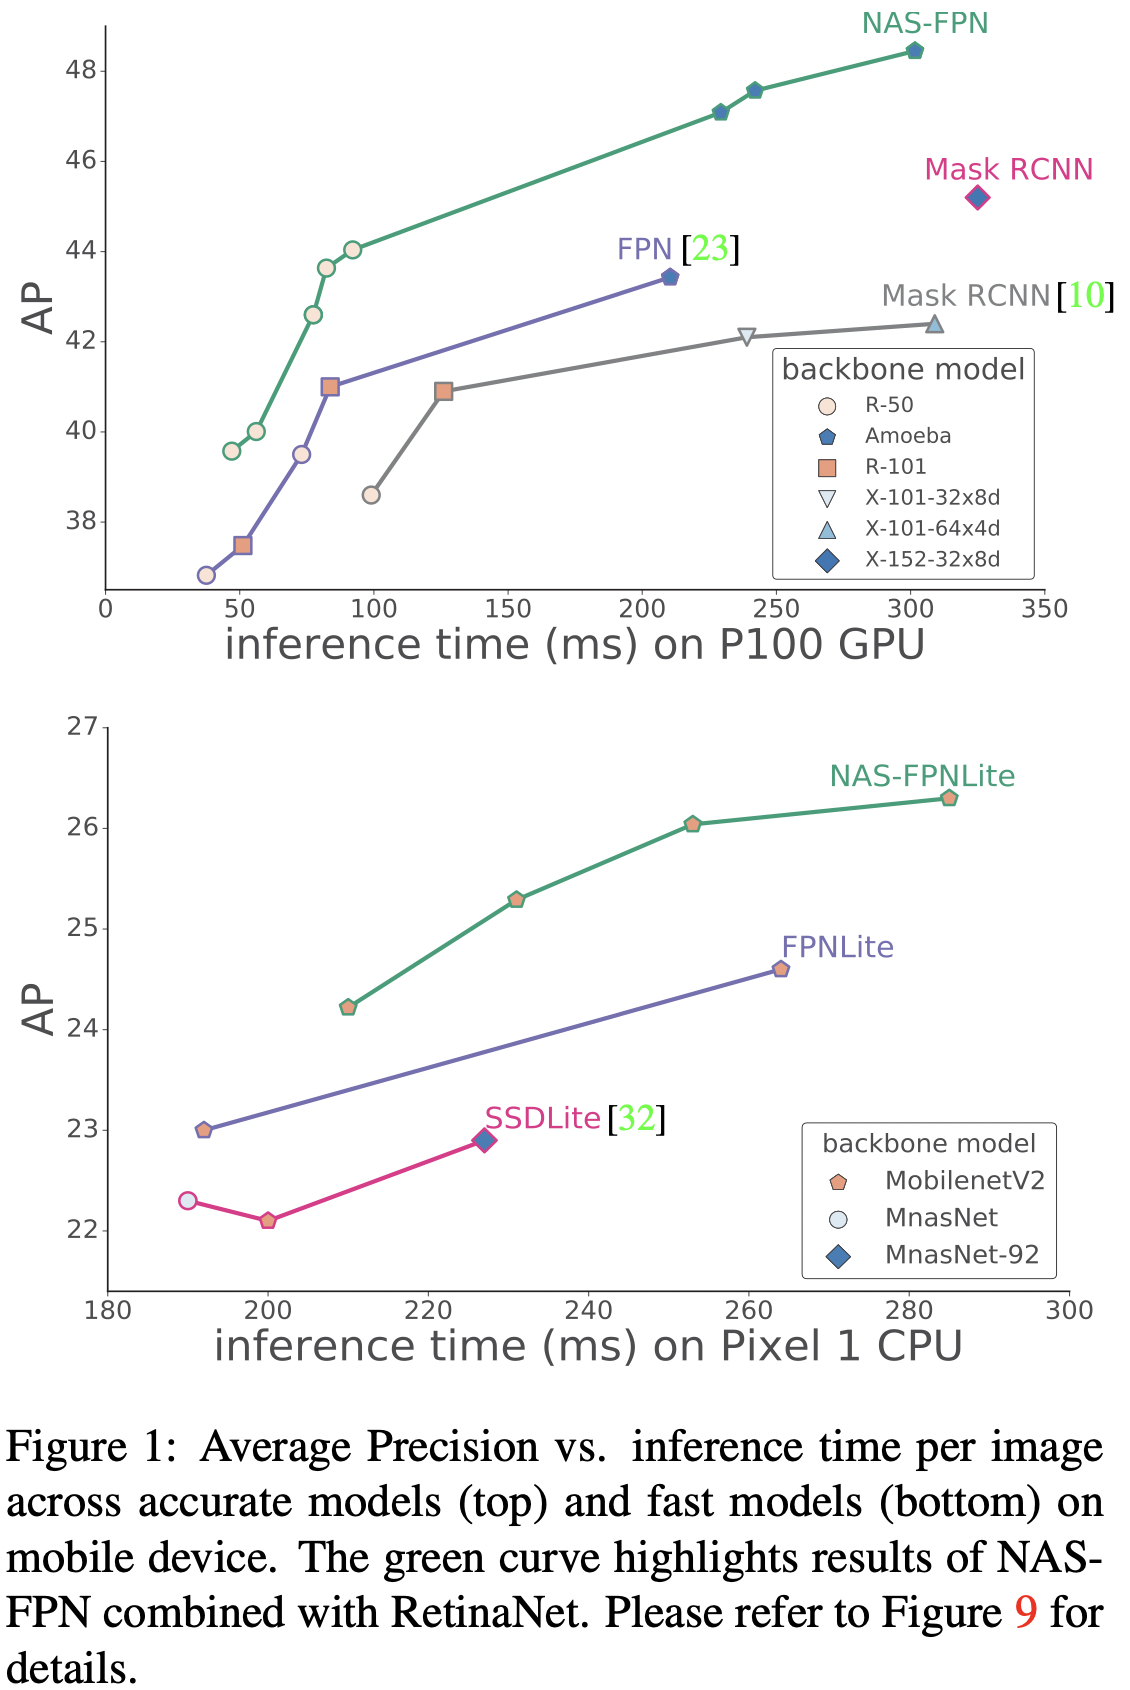 NAS-FPN
48
46
Mask RCNN
44
FPN [23]
Mask RCNN [10]
AP
42
backbone model
R-50
40
Amoeba
R-101
X-101-32x8d
38
X-101-64x4d
X-152-32x8d
0 50 100 150 200 250 300 350
inference time (ms) on P100 GPU
27
NAS-FPNLite
26
25
FPNLite
AP
24
23
SSDLite [32]
backbone model
MobilenetV2
MnasNet
22
MnasNet-92
180 200 220 240 260 280 300
inference time (ms) on Pixel 1 CPU
Figure 1: Average Precision vs. inference time per image
across accurate models (top) and fast models (bottom) on
mobile device. The green curve highlights results of NAS-
FPN combined with RetinaNet. Please refer to Figure 9 for
details.